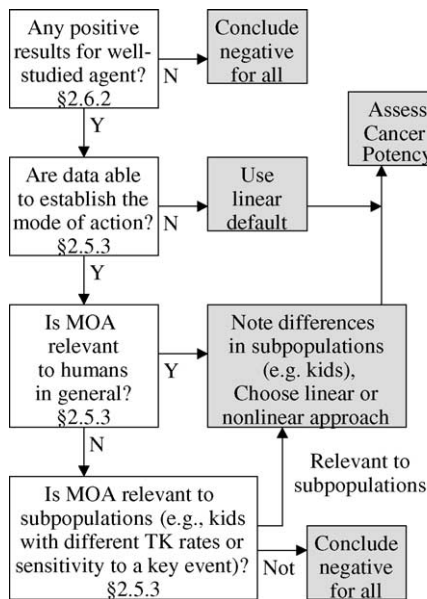 Any positive
results for well-
studied agent?
§2.6.2
N
Conclude
negative
for all
Y
Assess
Cancer
Potency
Are data able
to establish the
mode of action?
§2.5.3
N
Use
linear
default
Y
Is MOA
relevant
to humans
in general?
§2.5.3
Y
Note differences
in subpopulations
(e.g. kids),
Choose linear or
nonlinear approach
N
Relevant to
subpopulations
Is MOA relevant to
subpopulations (e.g., kids
with different TK rates or
sensitivity to a key event)?
§2.5.3
Not
Conclude
negative
for all